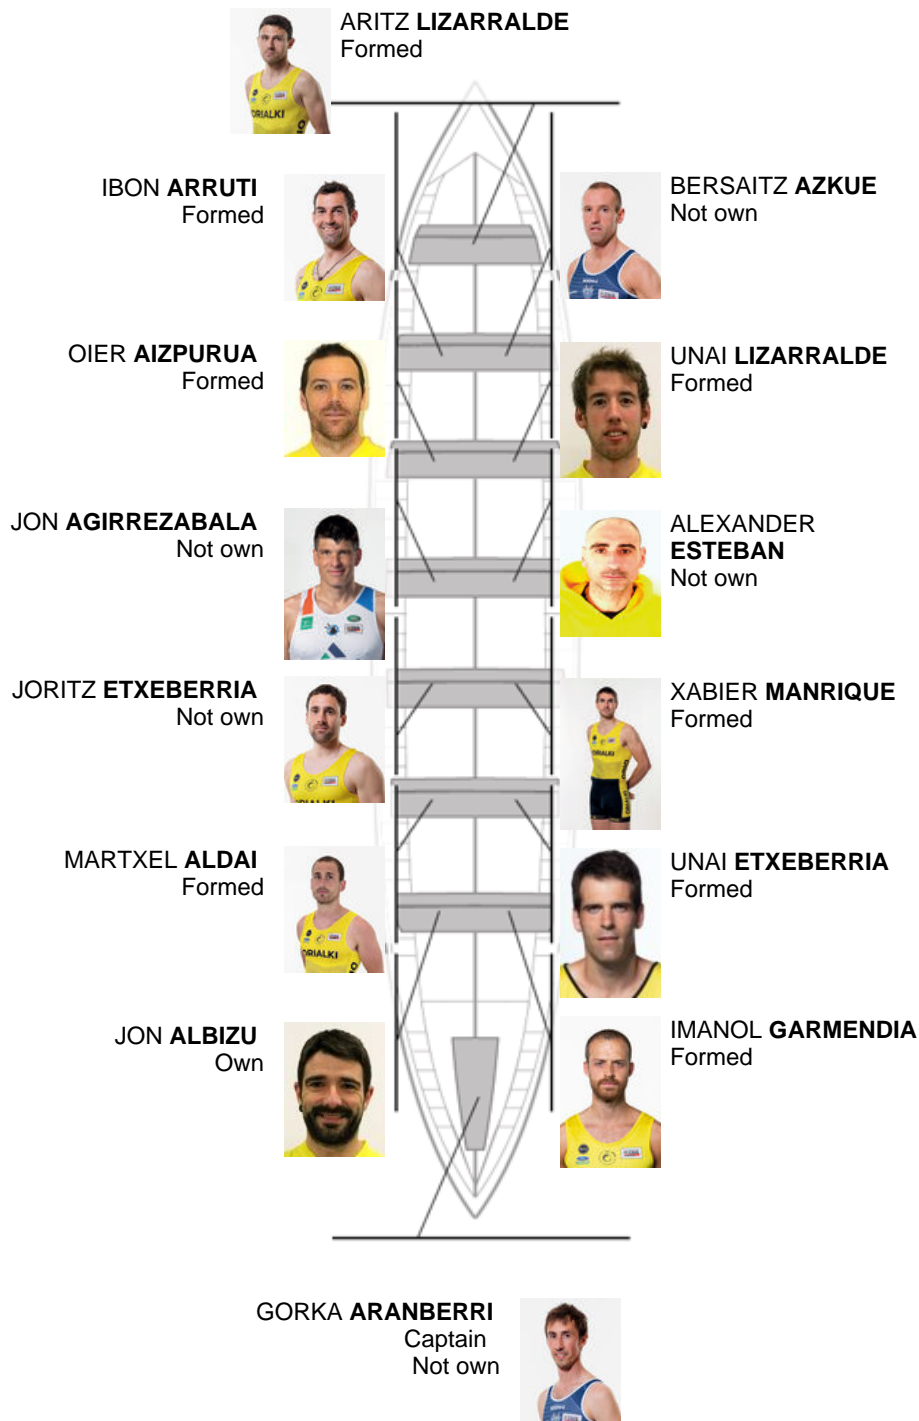 ARITZ LIZARRALDE
Formed
ORIALKI
IBON ARRUTI
Formed
BERSAITZ AZKUE
Not own
OIER AIZPURUA
Formed
UNAI LIZARRALDE
Formed
JON AGIRREZABALA
Not own
ALEXANDER
ESTEBAN
Not own
JORITZ ETXEBERRIA
Not own
XABIER MANRIQUE
Formed
MARTXEL ALDAI
Formed
ORIALKI
UNAI ETXEBERRIA
Formed
JON ALBIZU
Own
IMANOL GARMENDIA
Formed
GORKA ARANBERRI
Captain
Not own